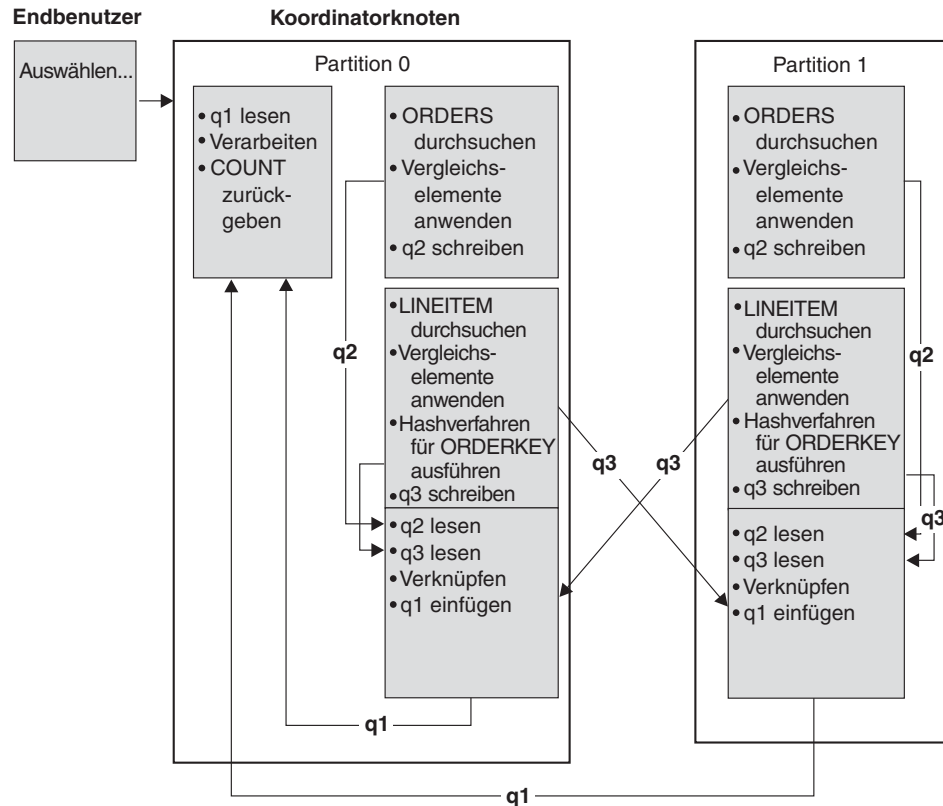 Endbenutzer
Koordinatorknoten
Auswählen...
Partition 0
• q1 lesen
• Verarbeiten
• COUNT
zurück-
geben
• ORDERS
durchsuchen
• Vergleichs-
elemente
anwenden
• q2 schreiben
• LINEITEM
durchsuchen
• Vergleichs-
elemente
anwenden
• Hashverfahren
für ORDERKEY
ausführen
• q3 schreiben
• q2 lesen
• q3 lesen
• Verknüpfen
• q1 einfügen
q2
q3
q3
q1
Partition 1
• ORDERS
durchsuchen
• Vergleichs-
elemente
anwenden
• q2 schreiben
• LINEITEM
durchsuchen
• Vergleichs-
elemente
anwenden
• Hashverfahren
für ORDERKEY
ausführen
• q3 schreiben
• q2 lesen
• q3 lesen
• Verknüpfen
• q1 einfügen
q2
q3
q1